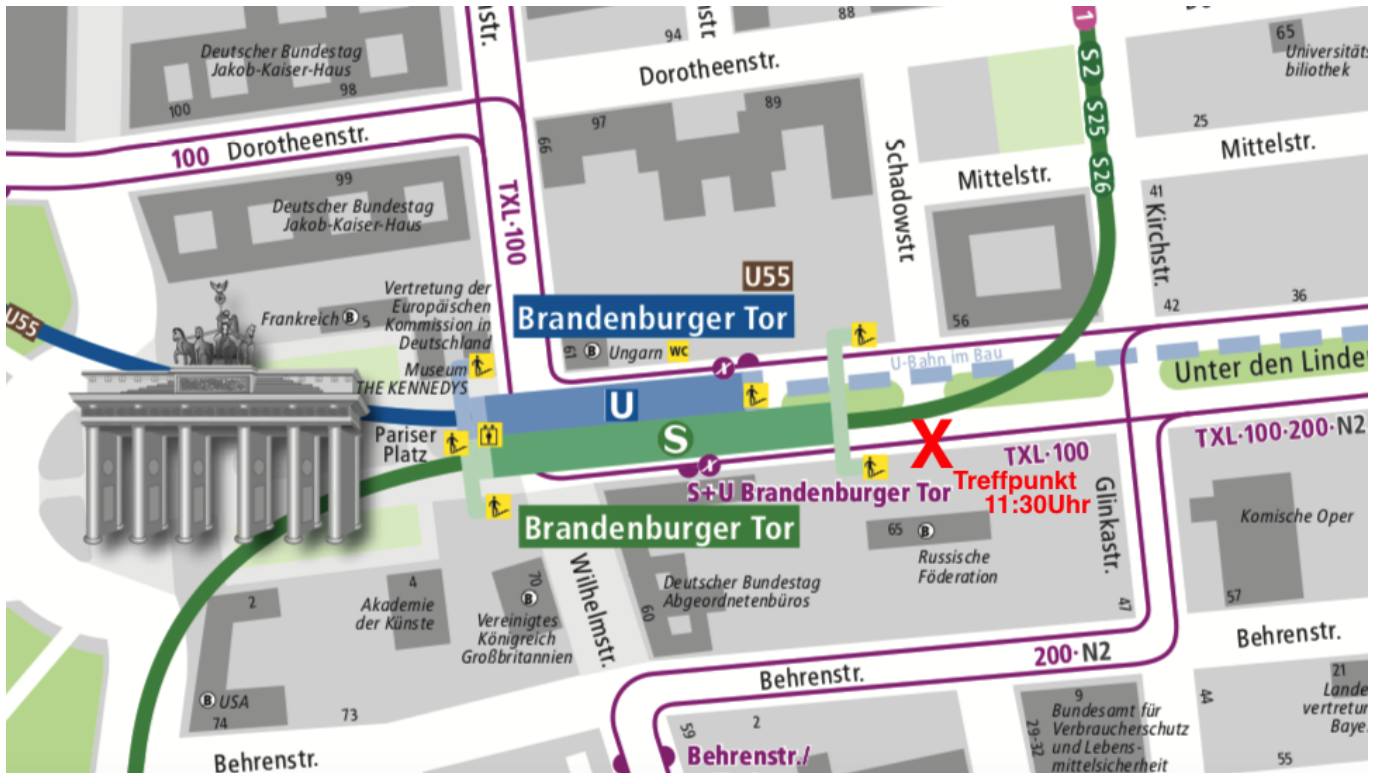 88
94
65
Universitäts
biliothek
Deutscher Bundestag
Jakob-Kaiser-Haus
98
100
Dorotheenstr.
1
S2
S25
S26
100 Dorotheenstr.
97
89
66
25
Mittelstr.
Mittelstr.
Schadowstr.
99
Deutscher Bundestag
Jakob-Kaiser-Haus
TXL·100
41
Kirchstr.
42
36
U55
U55
Vertretung der
Europäischen
Kommission in
Deutschland
Frankreich B 5
Brandenburger Tor
56
61
B Ungarn WC
U-Bahn im Bau
Museum
THE KENNEDYS
Unter den Linde
U
S
Pariser
Platz
X
TXL·100
TXL·100·200·N2
Treffpunkt
11:30Uhr
S+U Brandenburger Tor
Brandenburger Tor
Glinkastr.
Komische Oper
57
65 B
Russische
Föderation
47
Wilhelmstr.
Deutscher Bundestag
Abgeordnetenbüros
60
70
B
Vereinigtes
Königreich
Großbritannien
4
Akademie
der Künste
2
B USA
74
73
Behrenstr.
Behrenstr.
200·N2
Behrenstr.
59
2
Behrenstr./
9
29-32
Bundesamt für
Verbraucherschutz
und Lebens-
mittelsicherheit
44
21
Lande
vertretun
Baye
55